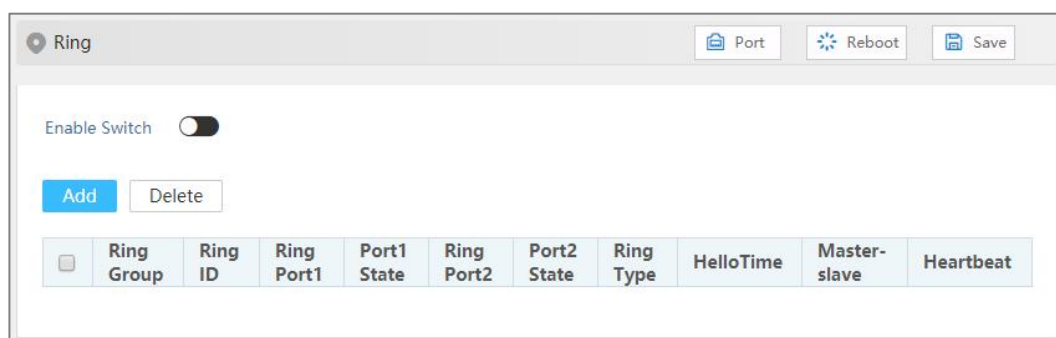 Ring Port Reboot Save
Enable Switch
Add Delete
Ring Group Ring ID Ring Port1 Port1 State Ring Port2 Port2 State Ring Type HelloTime Master-slave Heartbeat